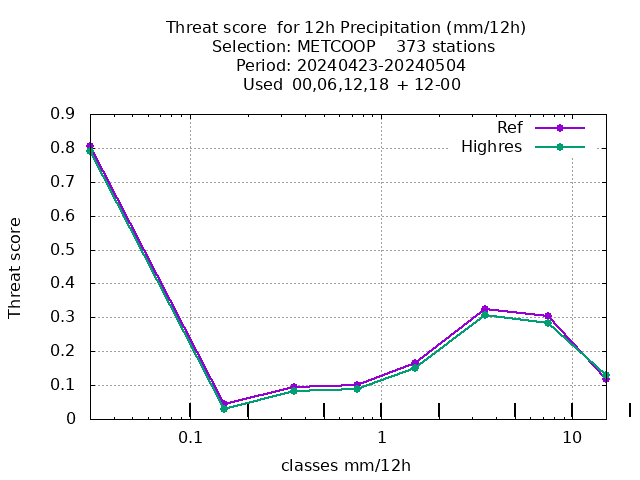 Threat score  for 12h Precipitation (mm/12h)
Selection: METCOOP    373 stations
Period: 20240423-20240504
Used  00,06,12,18 + 12-00
Ref
Highres
0.9
0.8
0.7
0.6
0.5
0.4
0.3
0.2
0.1
0
Threat score
0.1 1 10
classes mm/12h